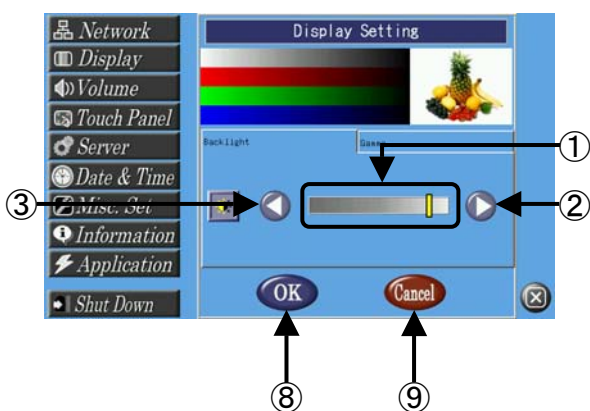 Network
Display
Volume
Touch Panel
Server
Date & Time
Misc. Set
Information
Application
Shut Down
Display Setting
Backlight
Gamma
①
③
②
OK
Cancel
⑧
⑨